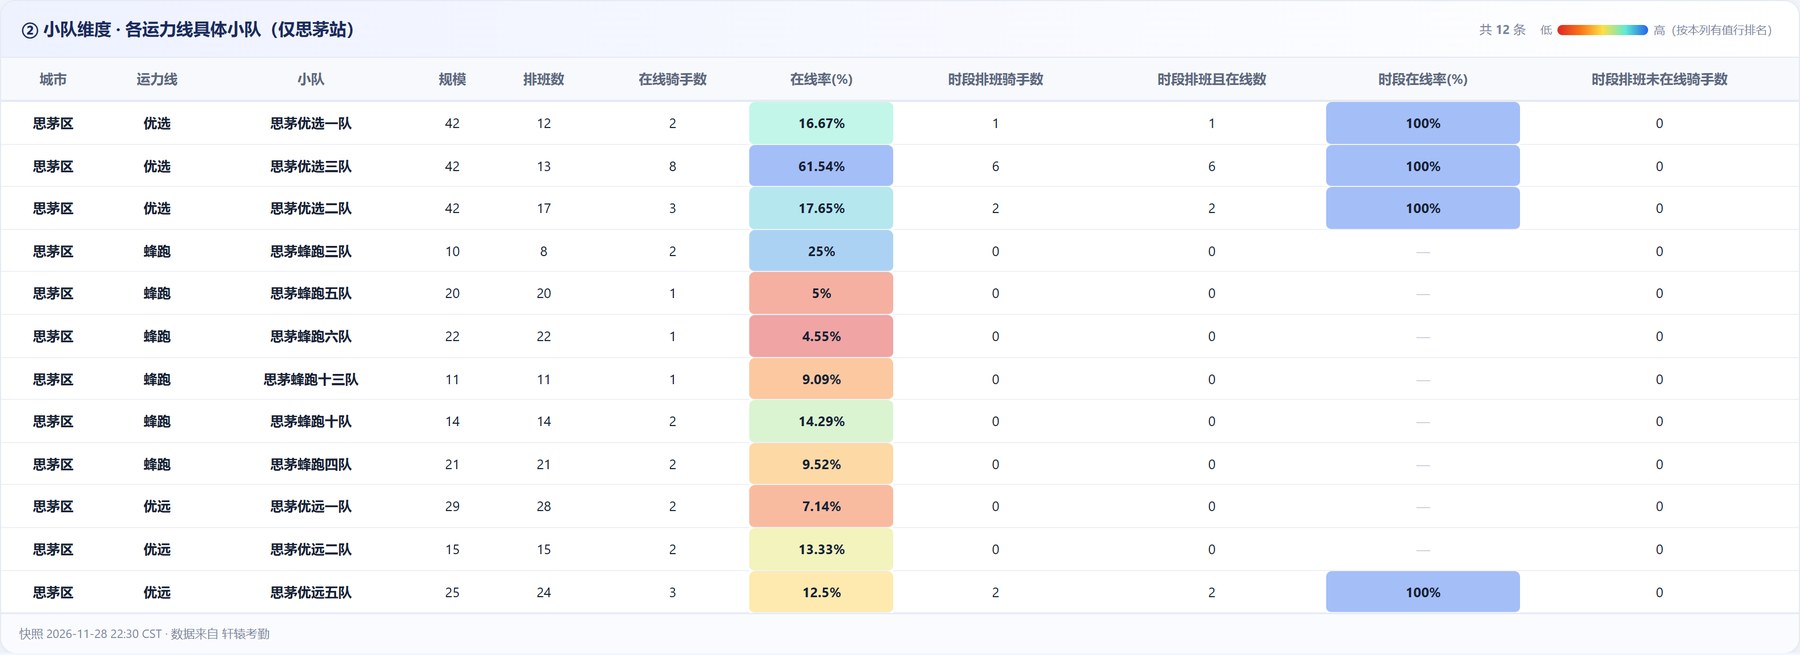 ② 小队维度 · 各运力线具体小队（仅思茅站）
共 12 条 低 高 (按本列有值行排名)
城市 运力线 小队 规模 排班数 在线骑手数 在线率(%) 时段排班骑手数 时段排班且在线数 时段在线率(%) 时段排班未在线骑手数
思茅区 优选 思茅优选一队 42 12 2 16.67% 1 1 100% 0
思茅区 优选 思茅优选三队 42 13 8 61.54% 6 6 100% 0
思茅区 优选 思茅优选二队 42 17 3 17.65% 2 2 100% 0
思茅区 蜂跑 思茅蜂跑三队 10 8 2 25% 0 0 — 0
思茅区 蜂跑 思茅蜂跑五队 20 20 1 5% 0 0 — 0
思茅区 蜂跑 思茅蜂跑六队 22 22 1 4.55% 0 0 — 0
思茅区 蜂跑 思茅蜂跑十三队 11 11 1 9.09% 0 0 — 0
思茅区 蜂跑 思茅蜂跑十队 14 14 2 14.29% 0 0 — 0
思茅区 蜂跑 思茅蜂跑四队 21 21 2 9.52% 0 0 — 0
思茅区 优远 思茅优远一队 29 28 2 7.14% 0 0 — 0
思茅区 优远 思茅优远二队 15 15 2 13.33% 0 0 — 0
思茅区 优远 思茅优远五队 25 24 3 12.5% 2 2 100% 0
快照 2026-11-28 22:30 CST · 数据来自 轩辕考勤